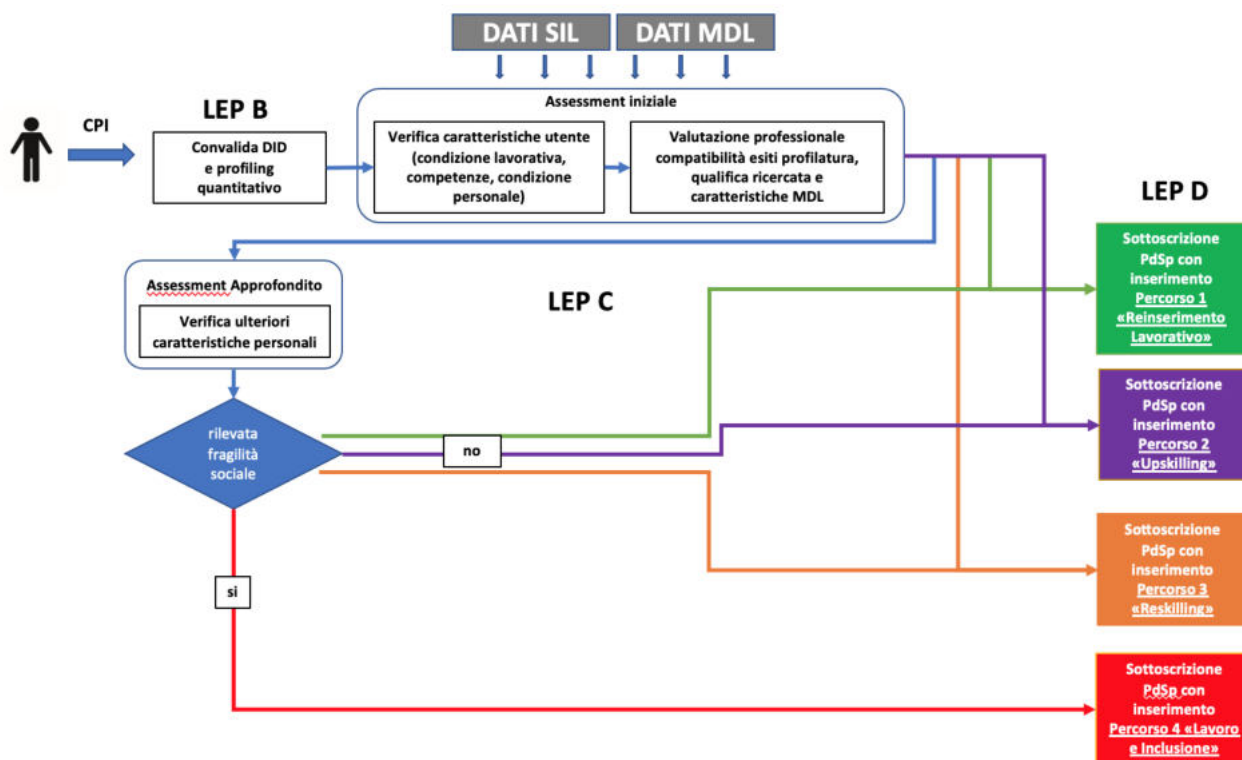 DATI SIL
DATI MDL
CPI
LEP B
Convalida DID
e profiling
quantitativo
Assessment iniziale
Verifica caratteristiche utente
(condizione lavorativa,
competenze, condizione
personale)
Valutazione professionale
compatibilità esiti profilatura,
qualifica ricercata e
caratteristiche MDL
LEP D
Assessment Approfondito
Verifica ulteriori
caratteristiche personali
LEP C
Sottoscrizione
PdSp con
inserimento
Percorso 1
«Reinserimento
Lavorativo»
Sottoscrizione
PdSp con
inserimento
Percorso 2
«Upskilling»
rilevata
fragilità
sociale
no
Sottoscrizione
PdSp con
inserimento
Percorso 3
«Reskilling»
si
Sottoscrizione
PdSp con
inserimento
Percorso 4 «Lavoro
e Inclusione»